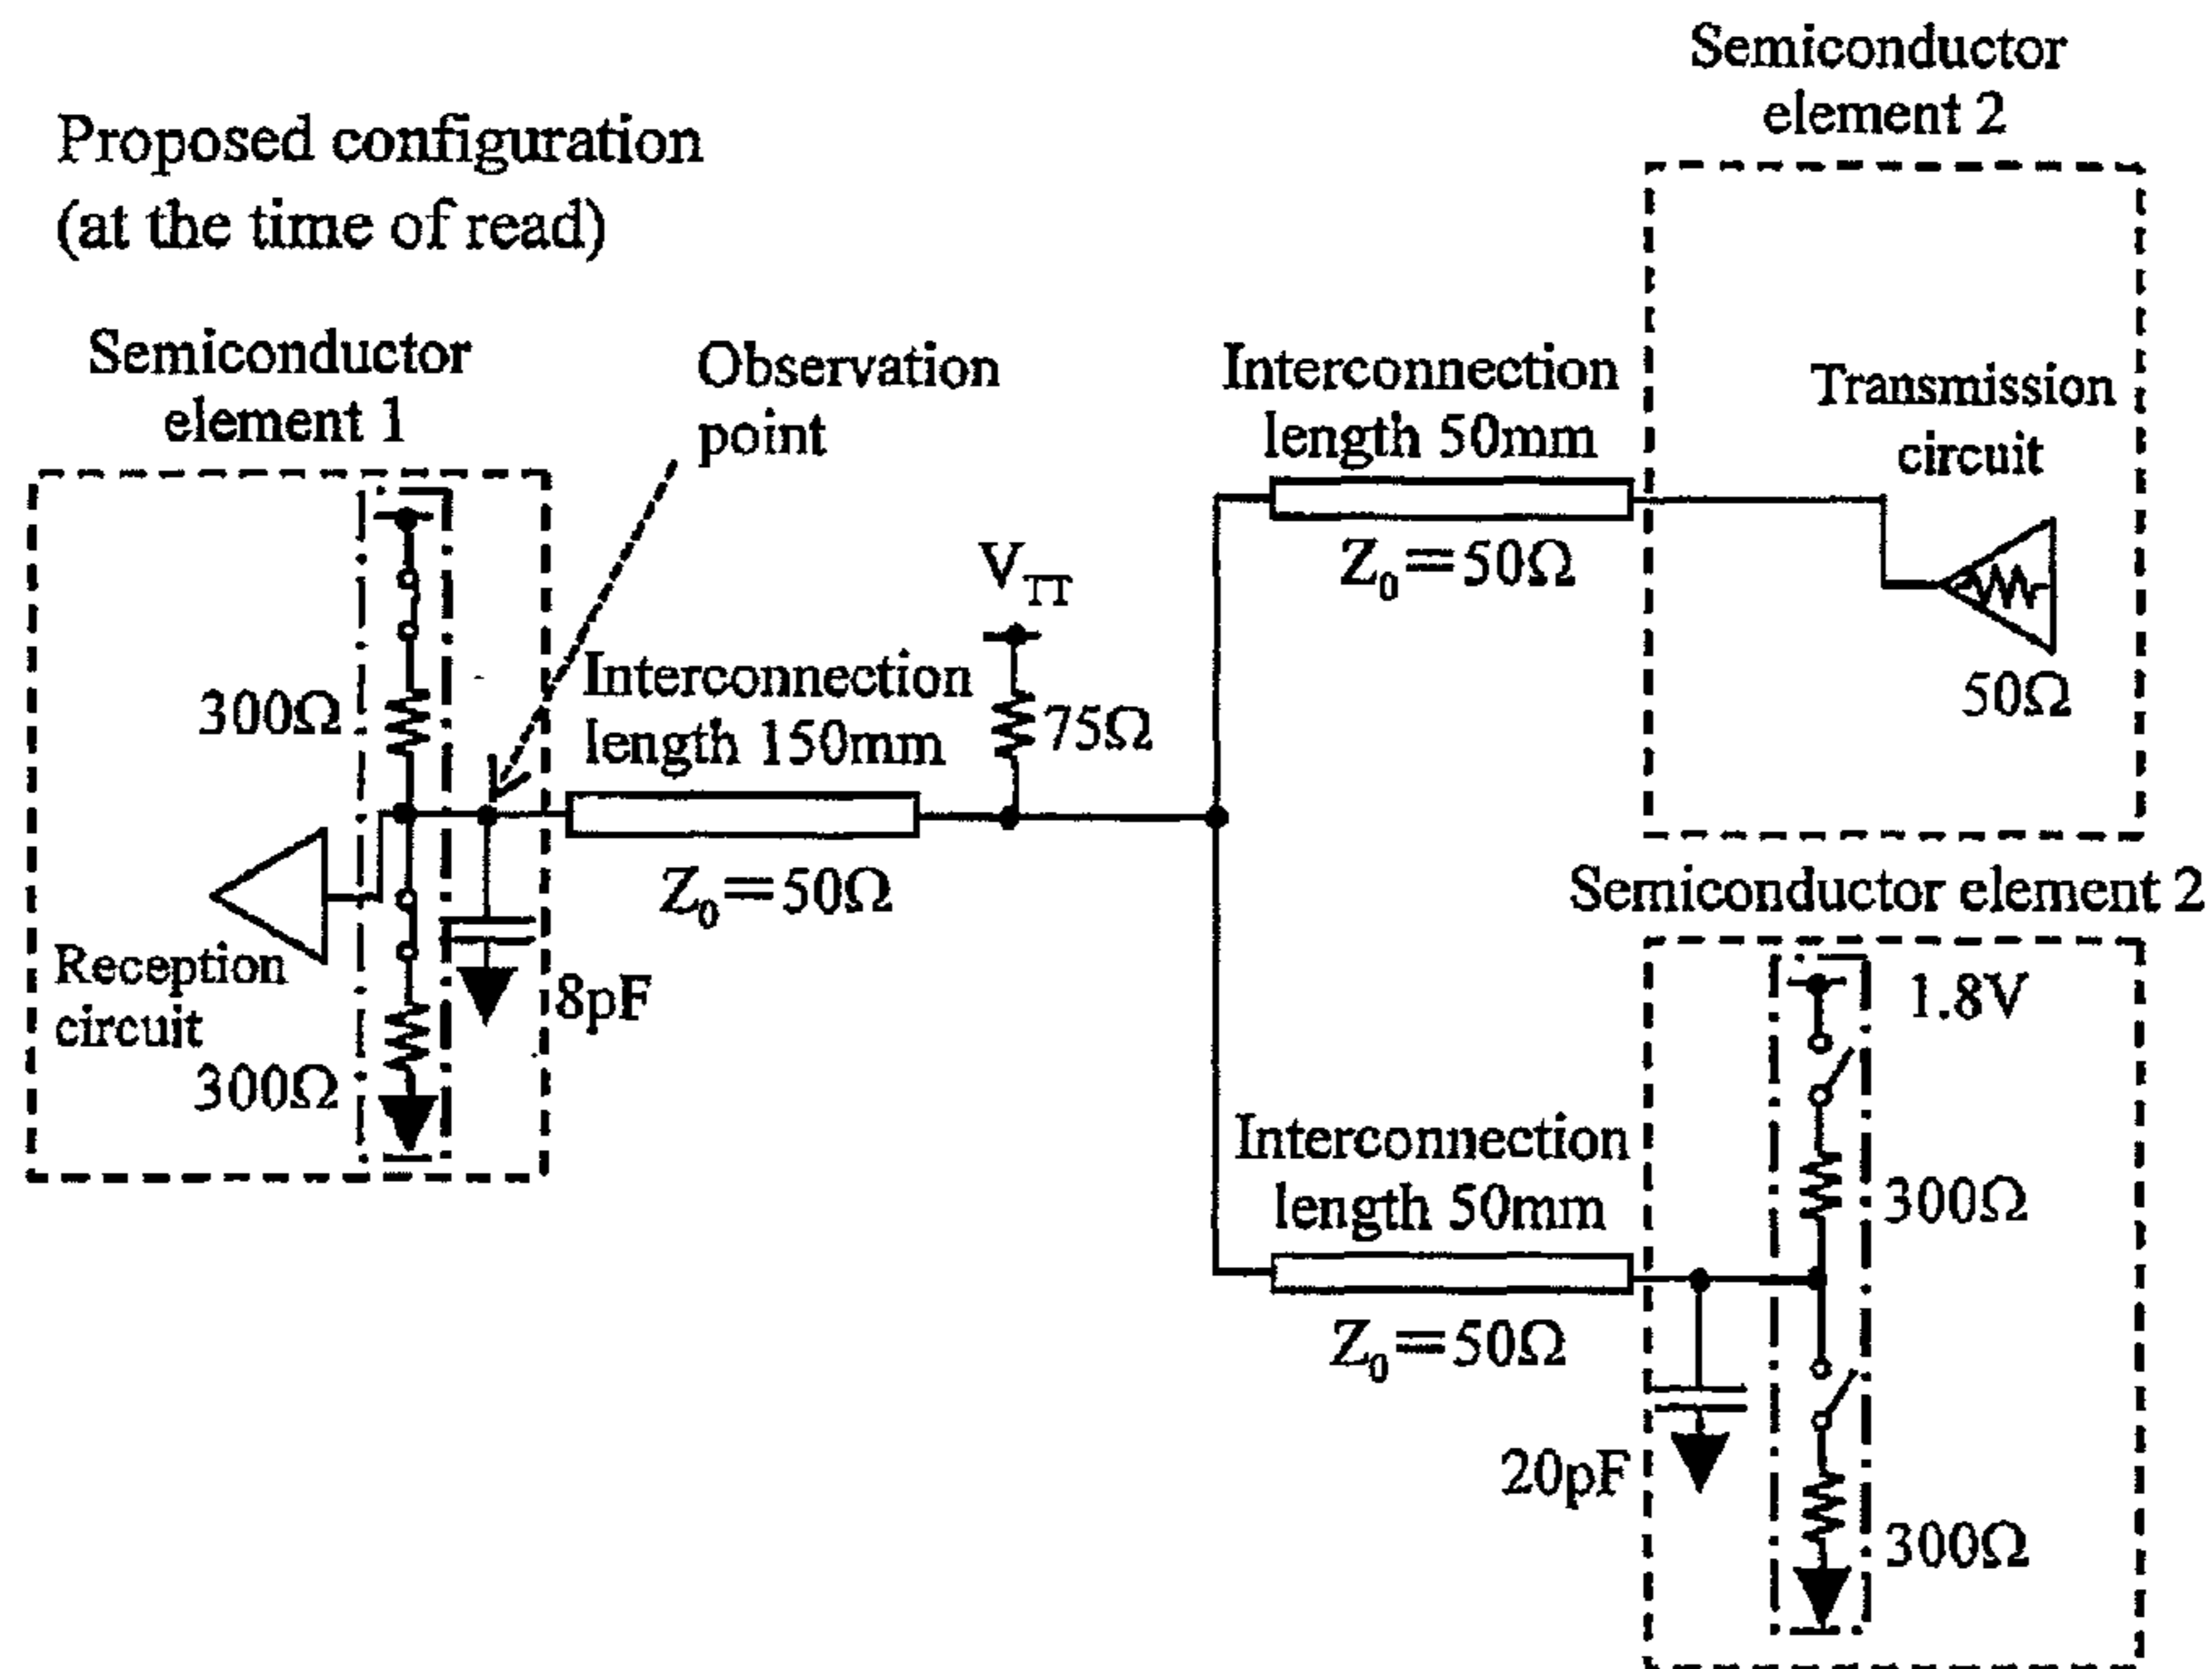 Proposed configuration
(at the time of read)
Semiconductor
element 1
Observation
point
300Ω
Reception
circuit
300Ω
8pF
Interconnection
length 150mm
Z₀=50Ω
V_TT
75Ω
Interconnection
length 50mm
Z₀=50Ω
Semiconductor
element 2
Transmission
circuit
50Ω
Semiconductor element 2
1.8V
Interconnection
length 50mm
Z₀=50Ω
20pF
300Ω
300Ω